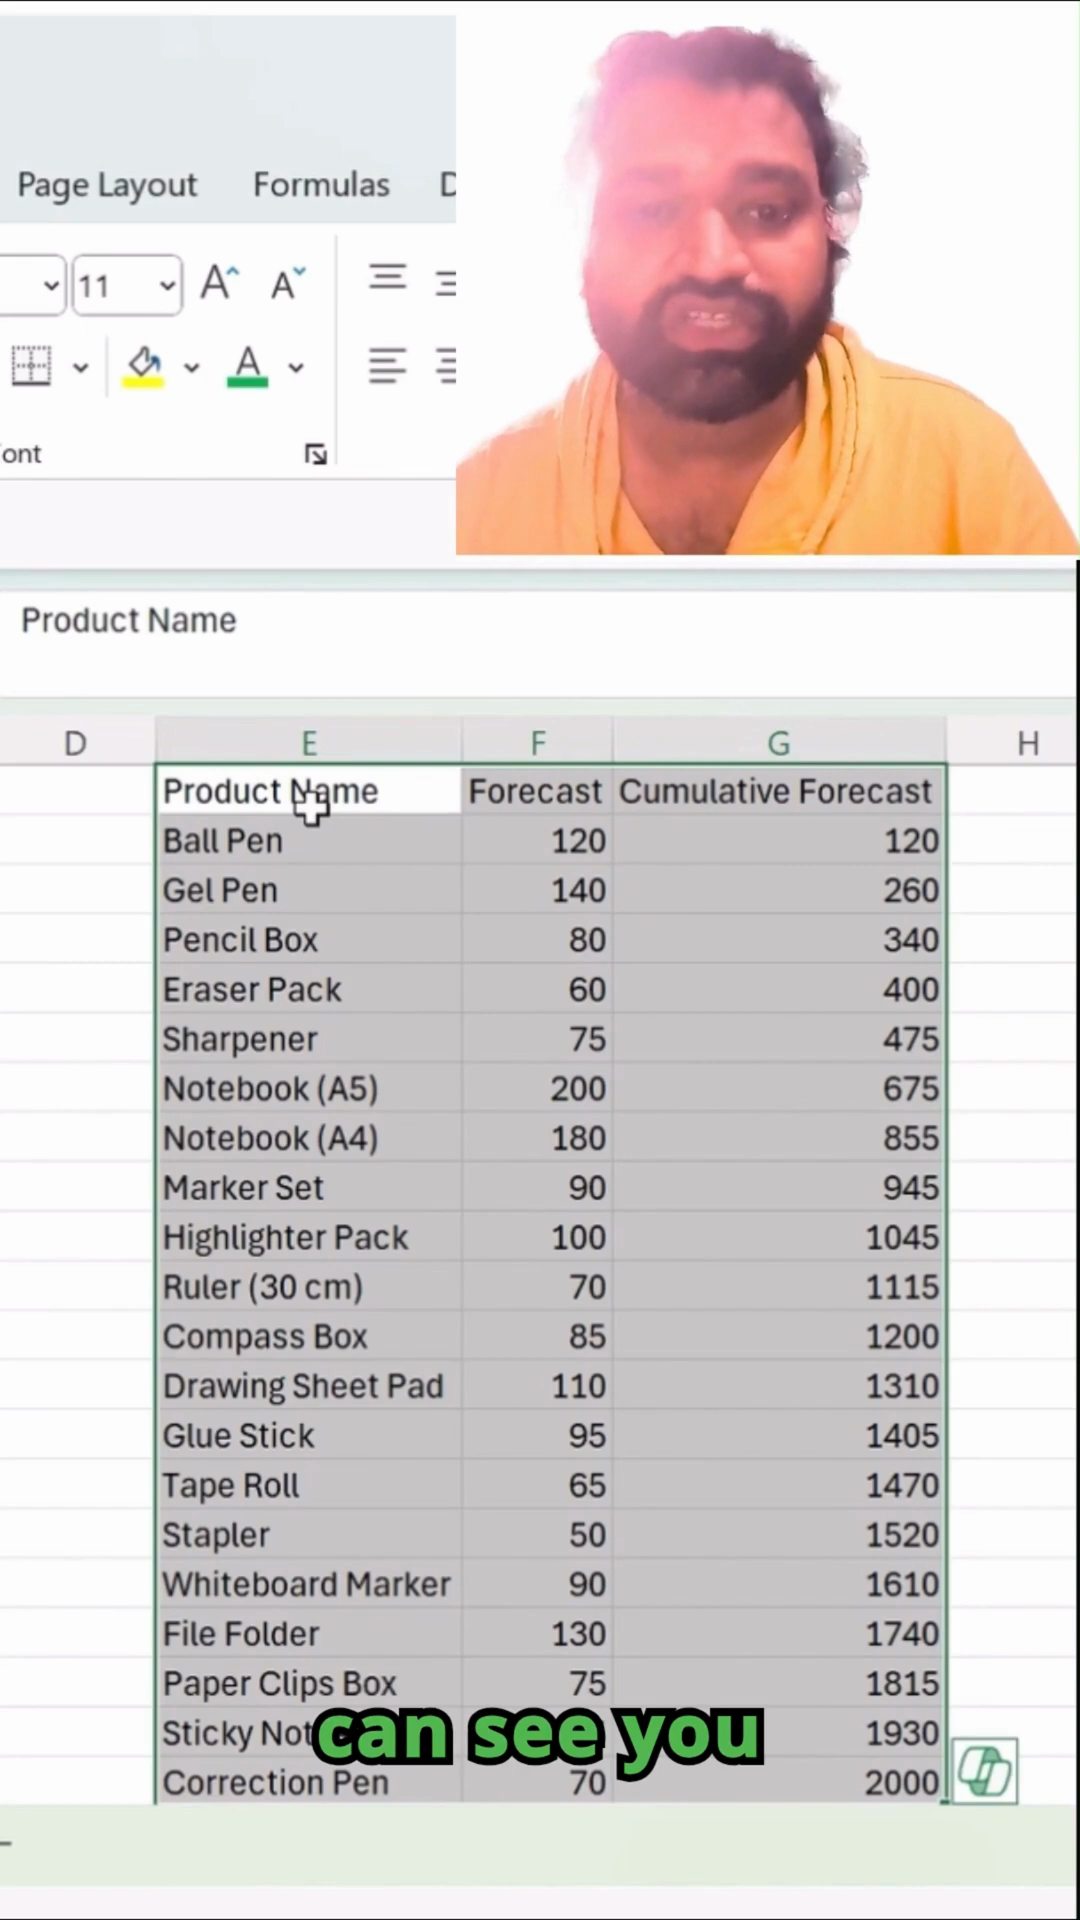 Page Layout Formulas D
11 A A
A
ont
Product Name
D E F G H
Product Name Forecast Cumulative Forecast
Ball Pen 120 120
Gel Pen 140 260
Pencil Box 80 340
Eraser Pack 60 400
Sharpener 75 475
Notebook (A5) 200 675
Notebook (A4) 180 855
Marker Set 90 945
Highlighter Pack 100 1045
Ruler (30 cm) 70 1115
Compass Box 85 1200
Drawing Sheet Pad 110 1310
Glue Stick 95 1405
Tape Roll 65 1470
Stapler 50 1520
Whiteboard Marker 90 1610
File Folder 130 1740
Paper Clips Box 75 1815
can see you
Sticky Not 1930
Correction Pen 70 2000